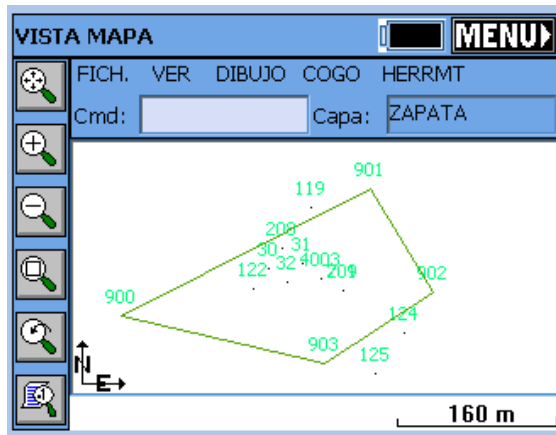 VISTA MAPA MENU
FICH. VER DIBUJO COGO HERRMT
Cmd: Capa: ZAPATA
901
119
208
30 31
122 32 4003 209
902
900
124
903
125
N
E
160 m